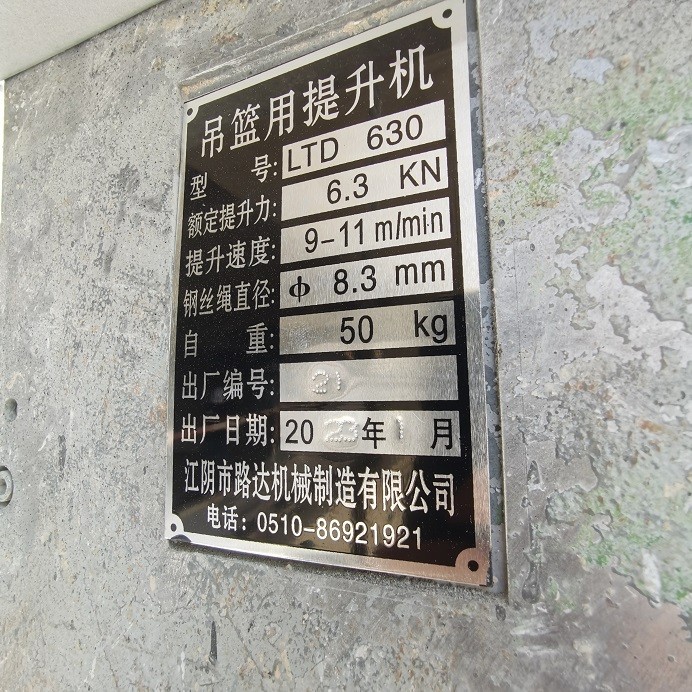 吊篮用提升机
型 号: LTD 630
额定提升力: 6.3 KN
提升速度: 9-11 m/min
钢丝绳直径: ф 8.3 mm
自 重: 50 kg
出厂编号: 21
出厂日期: 20 年 1 月
江阴市路达机械制造有限公司
电话: 0510-86921921